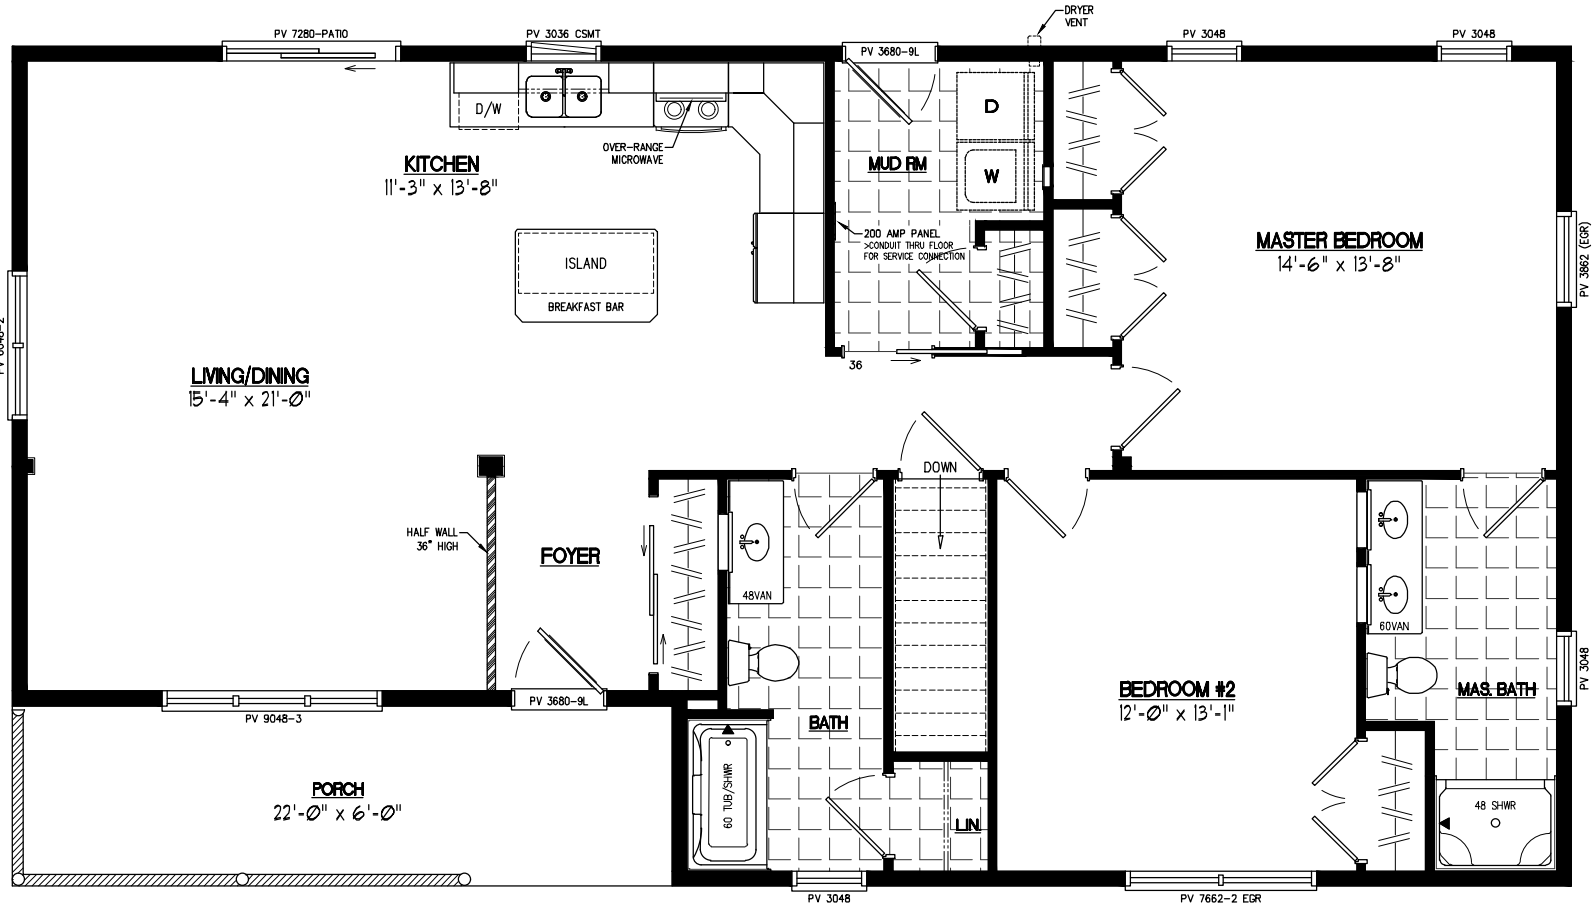 DRYER
VENT
PV 7280-PATIO
PV 3036 CSMT
PV 3680-9L
PV 3048
PV 3048
D/W
D
OVER-RANGE
MICROWAVE
KITCHEN
11'-3" x 13'-8"
MUD RM
W
200 AMP PANEL
>CONDUIT THRU FLOOR
FOR SERVICE CONNECTION
MASTER BEDROOM
14'-6" x 13'-8"
PV 3862 (EGR)
ISLAND
BREAKFAST BAR
36
LIVING/DINING
15'-4" x 21'-0"
DOWN
HALF WALL
36" HIGH
FOYER
48VAN
60VAN
PV 3048
BEDROOM #2
12'-0" x 13'-1"
MAS. BATH
PV 9048-3
PV 3680-9L
BATH
60 TUB/SHWR
PORCH
22'-0" x 6'-0"
LIN.
48 SHWR
PV 3048
PV 7662-2 EGR